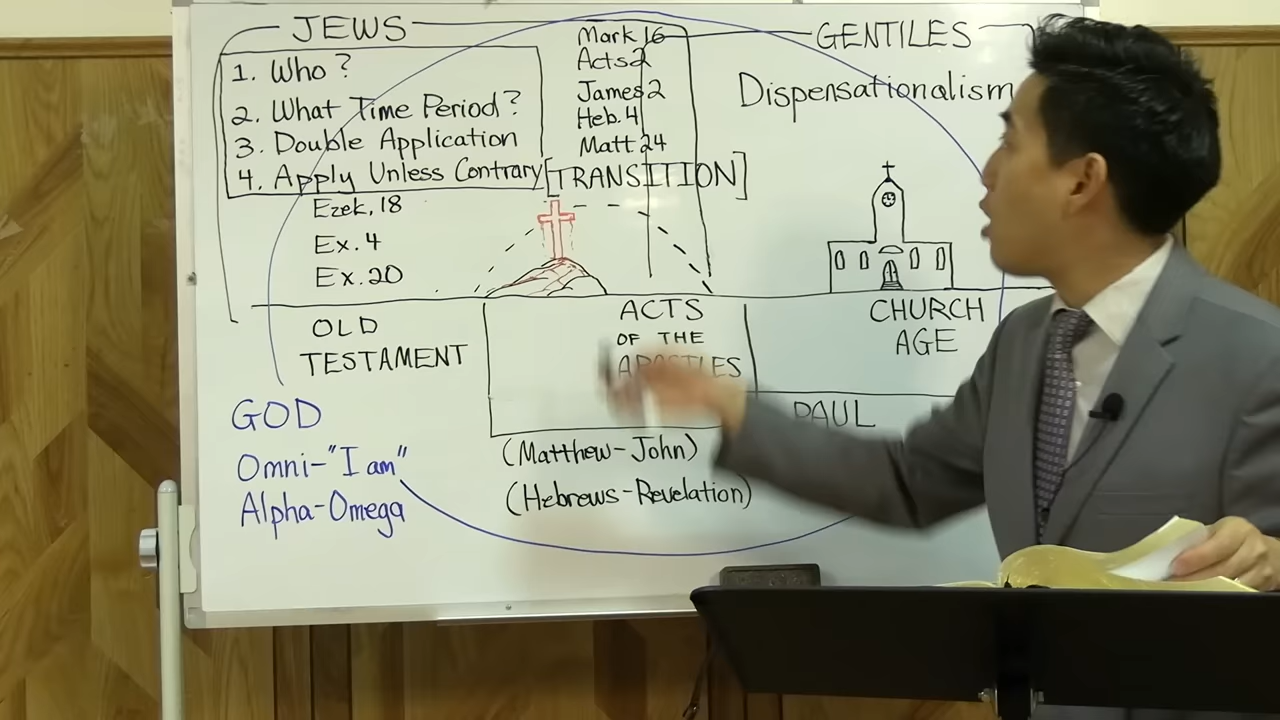 JEWS
1. Who?
2. What Time Period?
3. Double Application
4. Apply Unless Contrary
Ezek. 18
Ex. 4
Ex. 20
Mark 16
Acts 2
James 2
Heb. 4
Matt. 24
[TRANSITION]
GENTILES
Dispensationalism
OLD
TESTAMENT
ACTS
OF THE
APOSTLES
CHURCH
AGE
PAUL
(Matthew-John)
(Hebrews-Revelation)
GOD
Omni-"I am"
Alpha-Omega